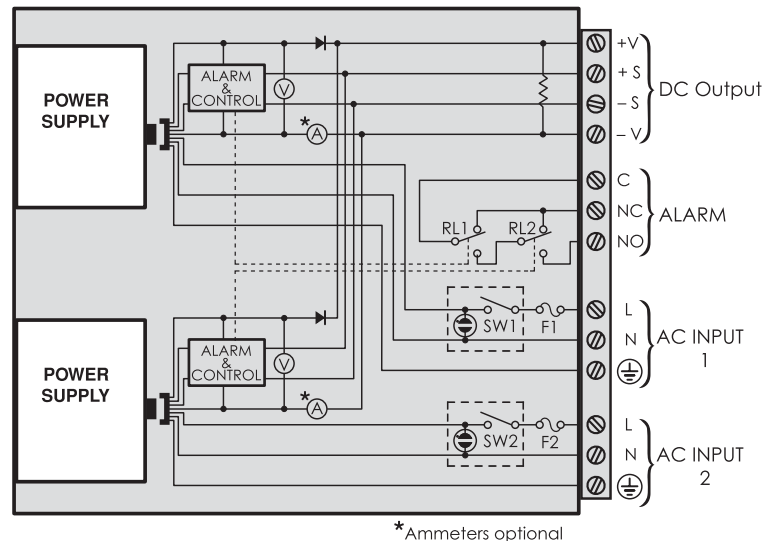 POWER
SUPPLY
ALARM
&
CONTROL
V
*
A
+V
+ S
– S
– V
DC Output
C
NC
NO
ALARM
RL1
RL2
L
N
AC INPUT
1
SW1
F1
POWER
SUPPLY
ALARM
&
CONTROL
V
*
A
L
N
AC INPUT
2
SW2
F2
*Ammeters optional